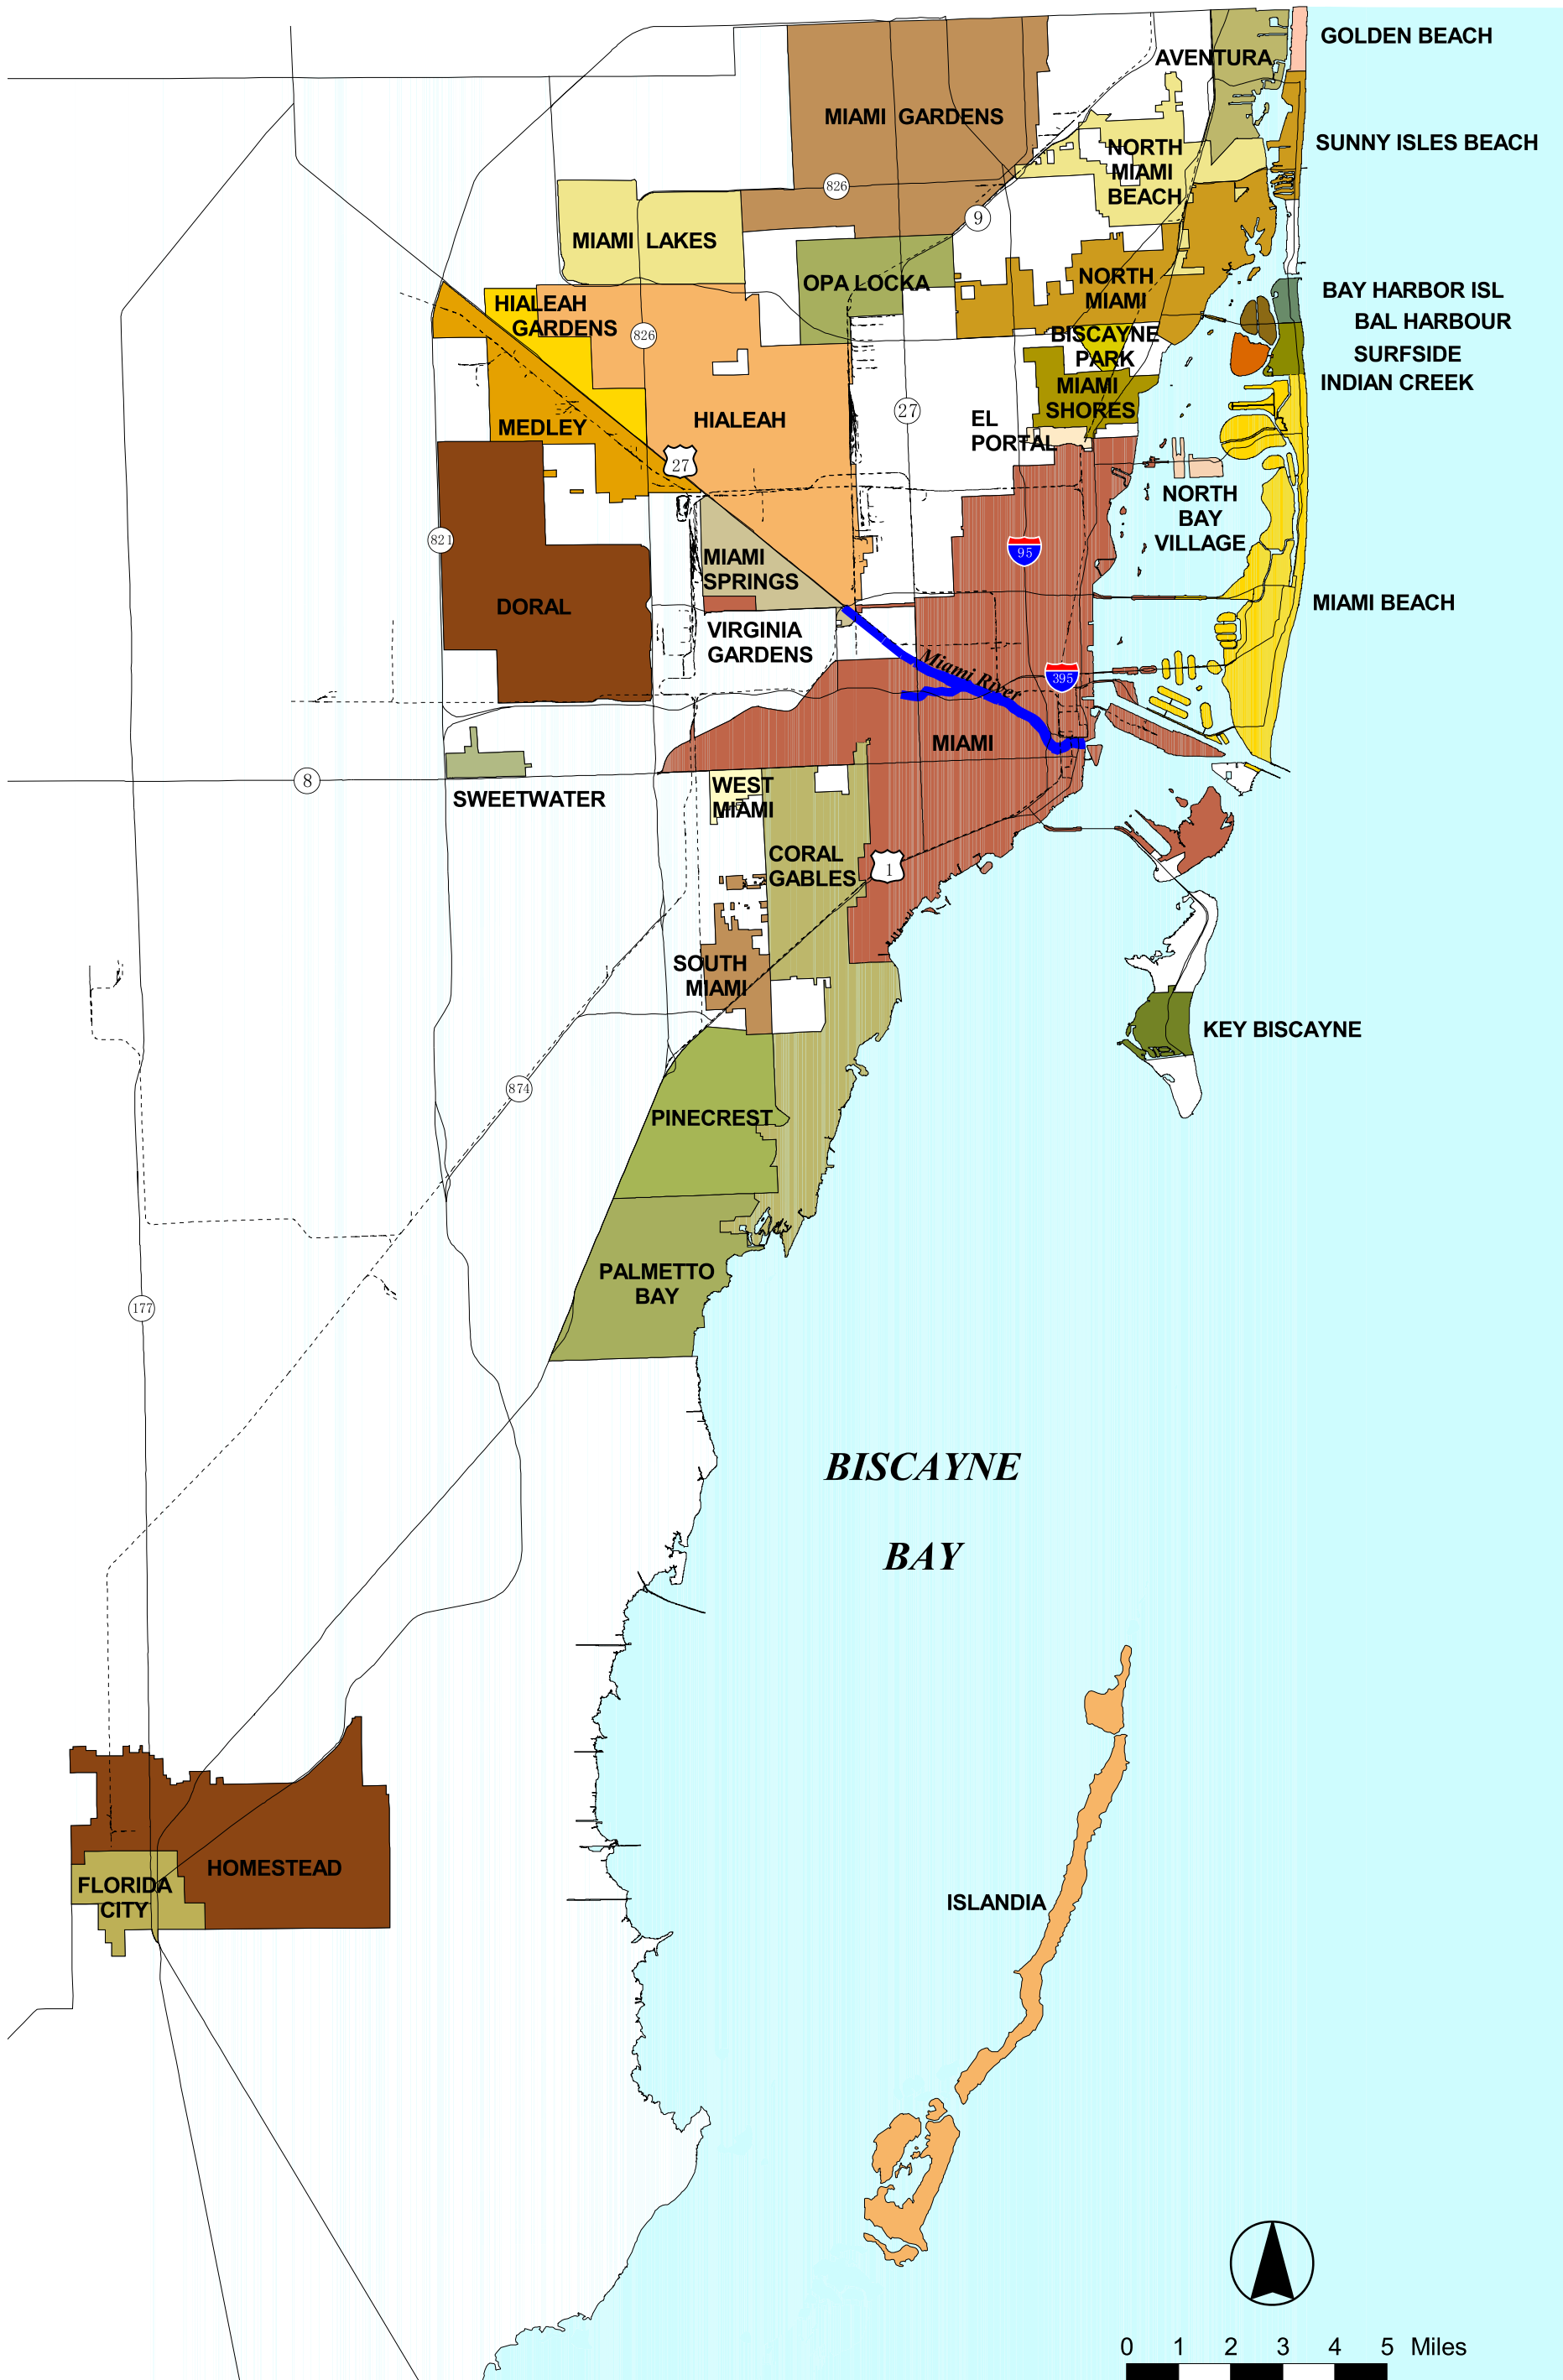 GOLDEN BEACH
AVENTURA
MIAMI GARDENS
SUNNY ISLES BEACH
NORTH
MIAMI
BEACH
826
9
MIAMI LAKES
OPA LOCKA
NORTH
MIAMI
BAY HARBOR ISL
HIALEAH
GARDENS
BAL HARBOUR
826
BISCAYNE
PARK
SURFSIDE
MIAMI
SHORES
INDIAN CREEK
27
HIALEAH
EL
PORTAL
MEDLEY
27
NORTH
BAY
VILLAGE
821
95
MIAMI
SPRINGS
DORAL
MIAMI BEACH
VIRGINIA
GARDENS
Miami River
395
MIAMI
8
SWEETWATER
WEST
MIAMI
CORAL
GABLES
1
SOUTH
MIAMI
KEY BISCAYNE
874
PINECREST
PALMETTO
BAY
177
BISCAYNE
BAY
HOMESTEAD
FLORIDA
CITY
ISLANDIA
0 1 2 3 4 5 Miles